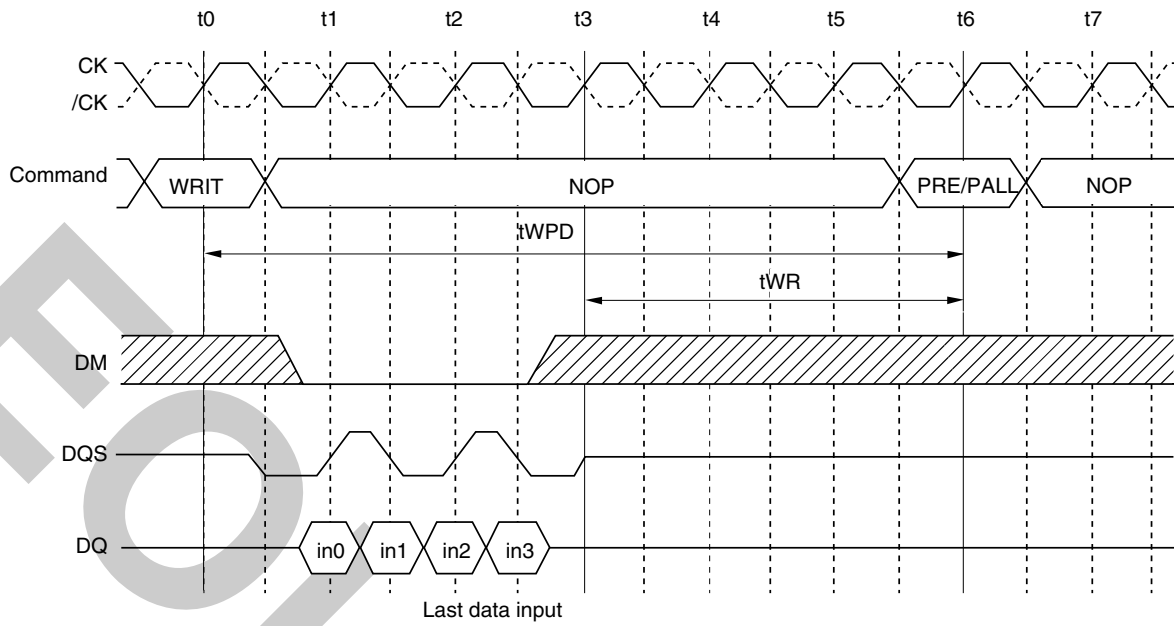 t0 t1 t2 t3 t4 t5 t6 t7
CK
/CK
Command WRIT NOP PRE/PALL NOP
tWPD
tWR
DM
DQS
DQ in0 in1 in2 in3
Last data input